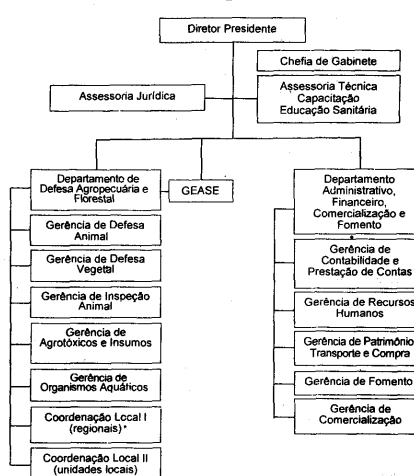 Diretor Presidente
Chefia de Gabinete
Assessoria Jurídica
Assessoria Técnica
Capacitação
Educação Sanitária
Departamento de
Defesa Agropecuária e
Florestal
GEASE
Departamento
Administrativo,
Financeiro,
Comercialização e
Fomento
Gerência de Defesa
Animal
Gerência de Defesa
Vegetal
Gerência de Inspeção
Animal
Gerência de
Agrotóxicos e Insumos
Gerência de
Organismos Aquáticos
Coordenação Local I
(regionais)*
Coordenação Local II
(unidades locais)
Gerência de
Contabilidade e
Prestação de Contas
Gerência de Recursos
Humanos
Gerência de Patrimônio
Transporte e Compra
Gerência de Fomento
Gerência de
Comercialização